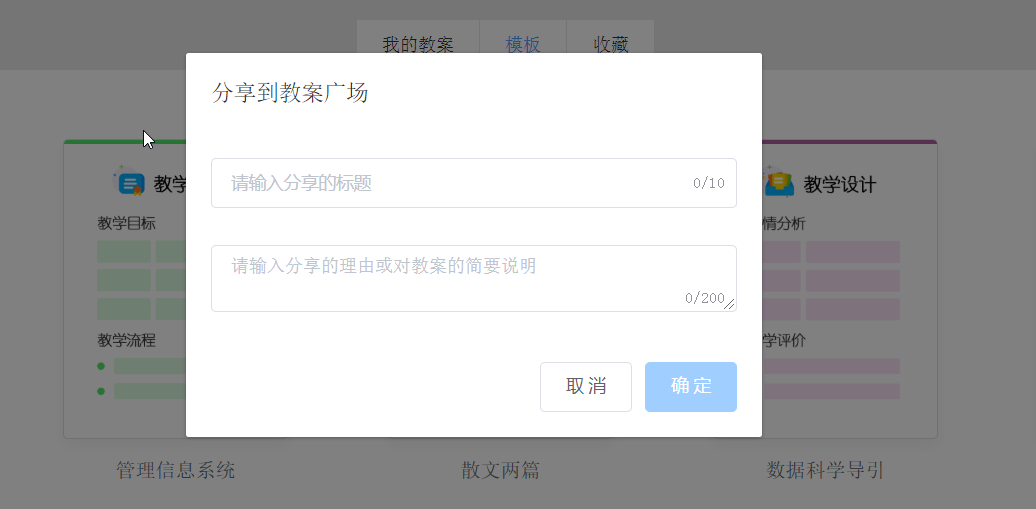 我的教案 模板 收藏
分享到教案广场
请输入分享的标题 0/10
教学 教学设计
教学目标 情分析
请输入分享的理由或对教案的简要说明
0/200
教学流程 学评价
取消 确定
管理信息系统 散文两篇 数据科学导引